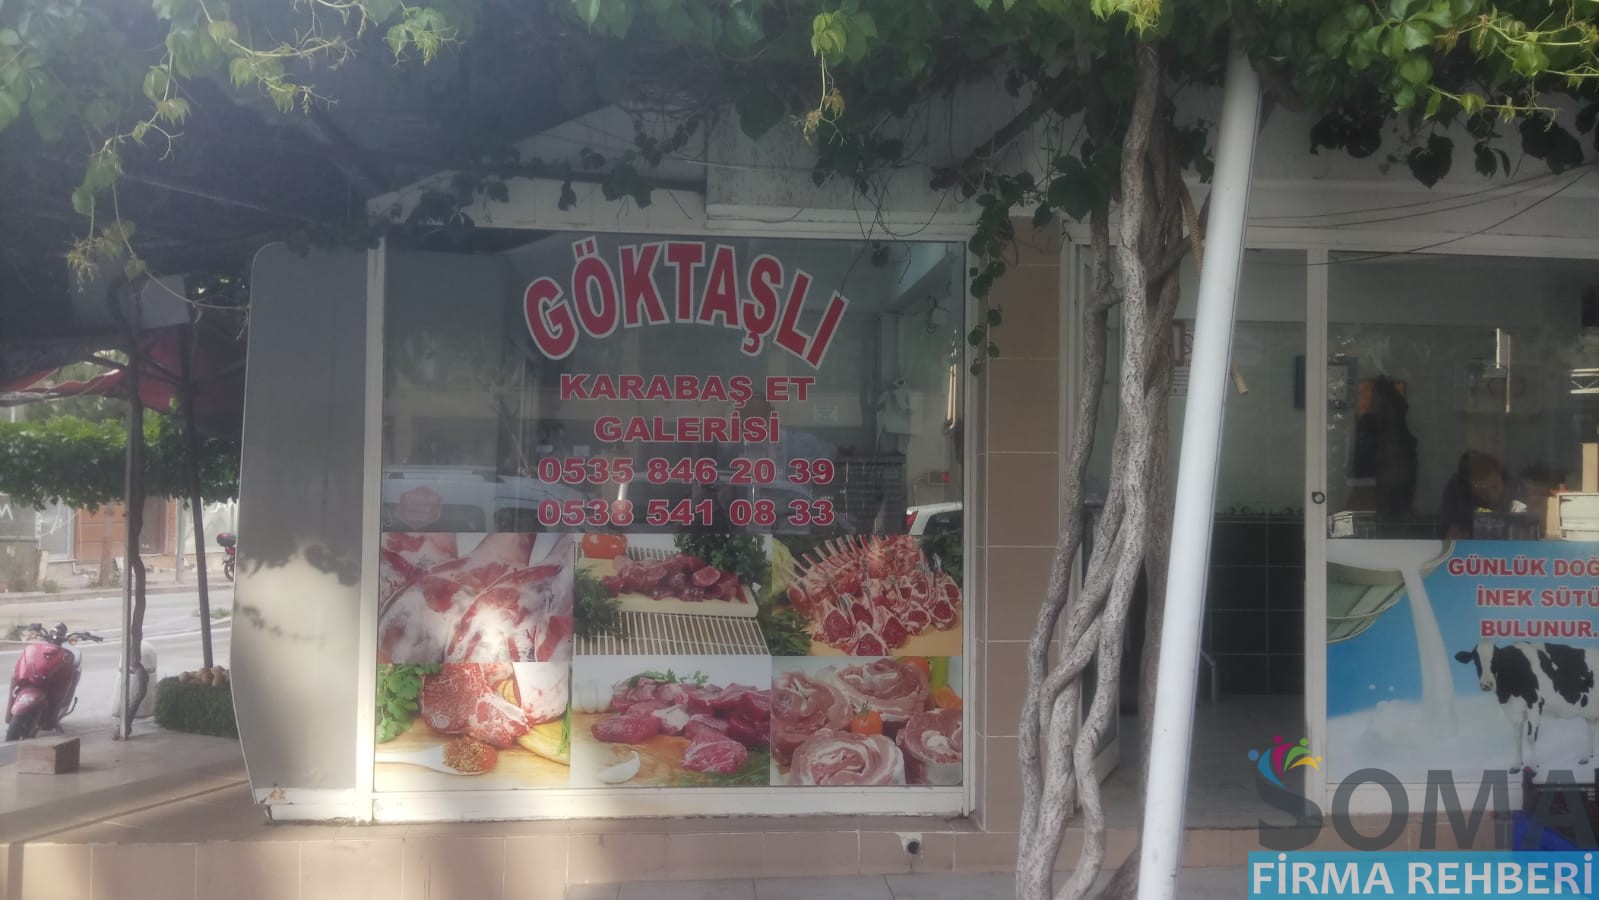 GÖKTAŞLI
KARABAŞ ET
GALERİSİ
0535 846 20 39
0538 541 08 33
GÜNLÜK DOĞ
İNEK SÜTÜ
BULUNUR.
SOMA
FİRMA REHBERİ